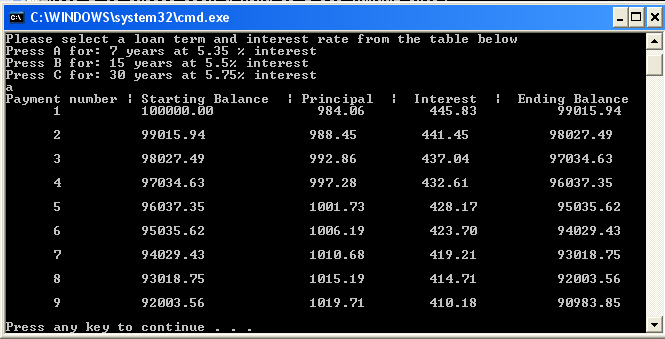 C:\WINDOWS\system32\cmd.exe
Please select a loan term and interest rate from the table below
Press A for: 7 years at 5.35 % interest
Press B for: 15 years at 5.5% interest
Press C for: 30 years at 5.75% interest
a
Payment number ¦ Starting Balance ¦ Principal ¦ Interest ¦ Ending Balance
1 100000.00 984.06 445.83 99015.94
2 99015.94 988.45 441.45 98027.49
3 98027.49 992.86 437.04 97034.63
4 97034.63 997.28 432.61 96037.35
5 96037.35 1001.73 428.17 95035.62
6 95035.62 1006.19 423.70 94029.43
7 94029.43 1010.68 419.21 93018.75
8 93018.75 1015.19 414.71 92003.56
9 92003.56 1019.71 410.18 90983.85
Press any key to continue . . .